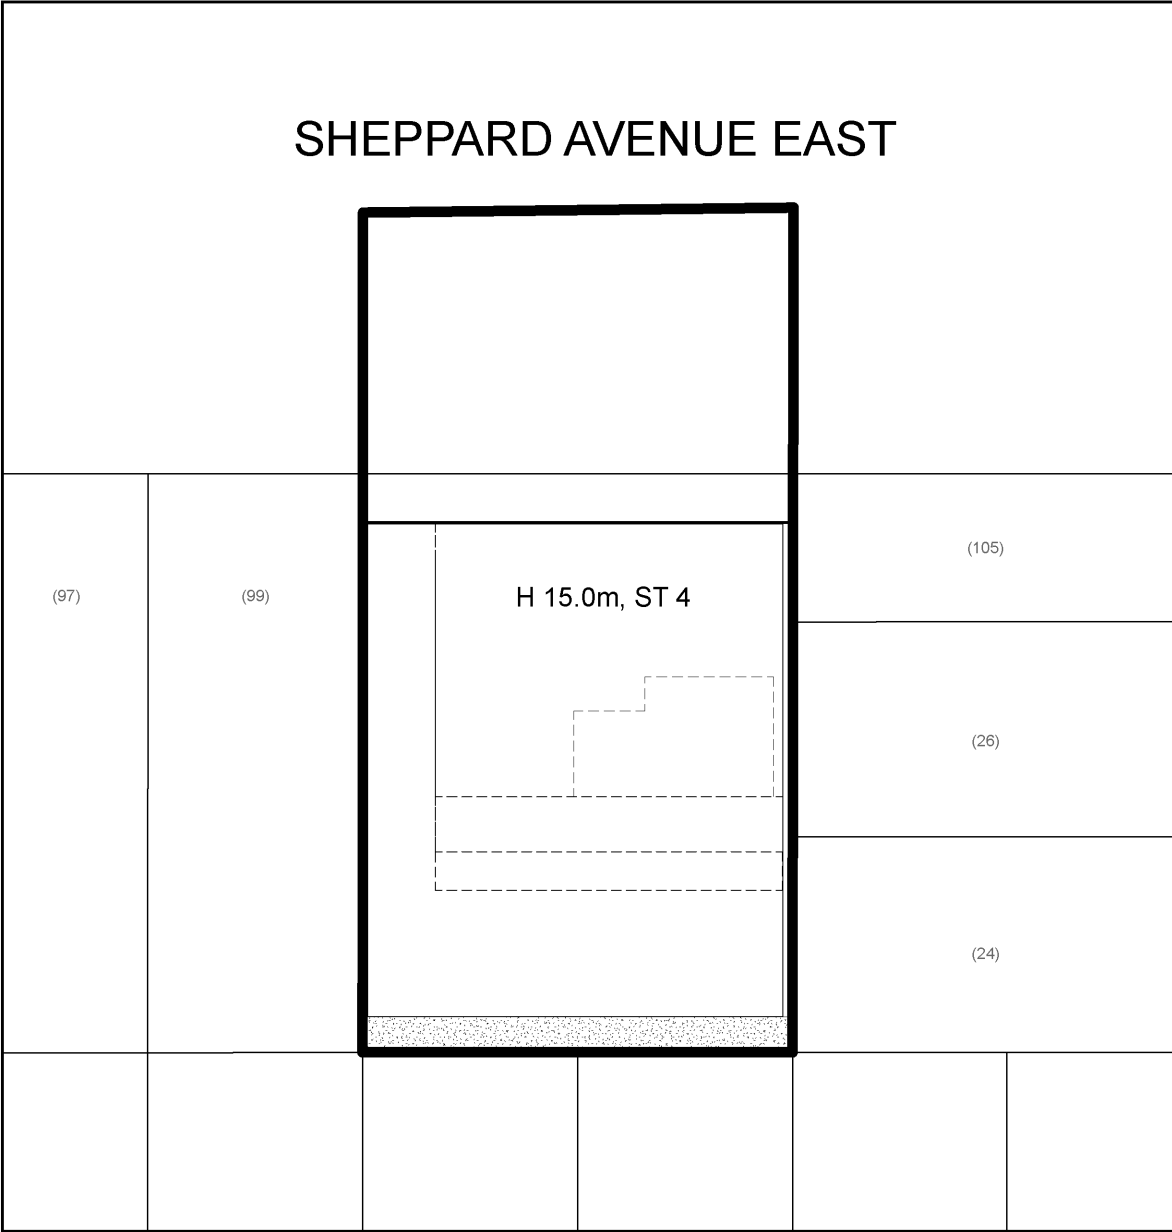 SHEPPARD AVENUE EAST
(105)
(97)
(99)
H 15.0m, ST 4
(26)
(24)